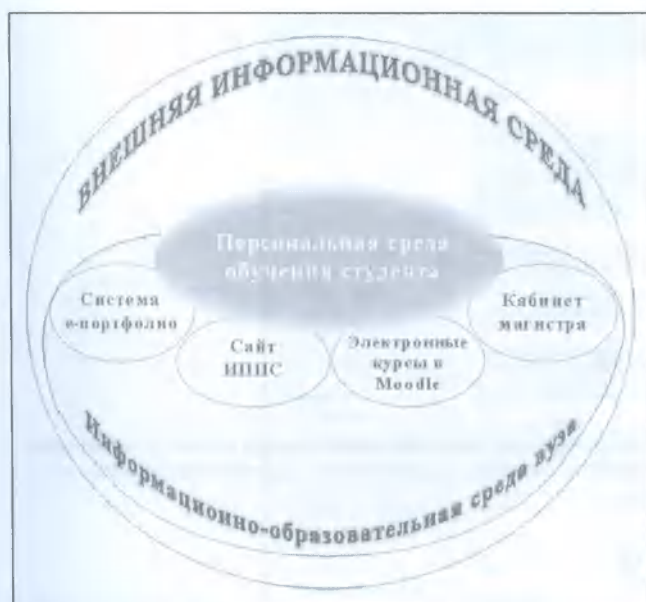 ВНЕШНЯЯ ИНФОРМАЦИОННАЯ СРЕДА
Персональная среда
обучения студента
Система
е-портфолио
Сайт
ИППС
Электронные
курсы в
Moodle
Кабинет
магистра
Информационно-образовательная среда вуза